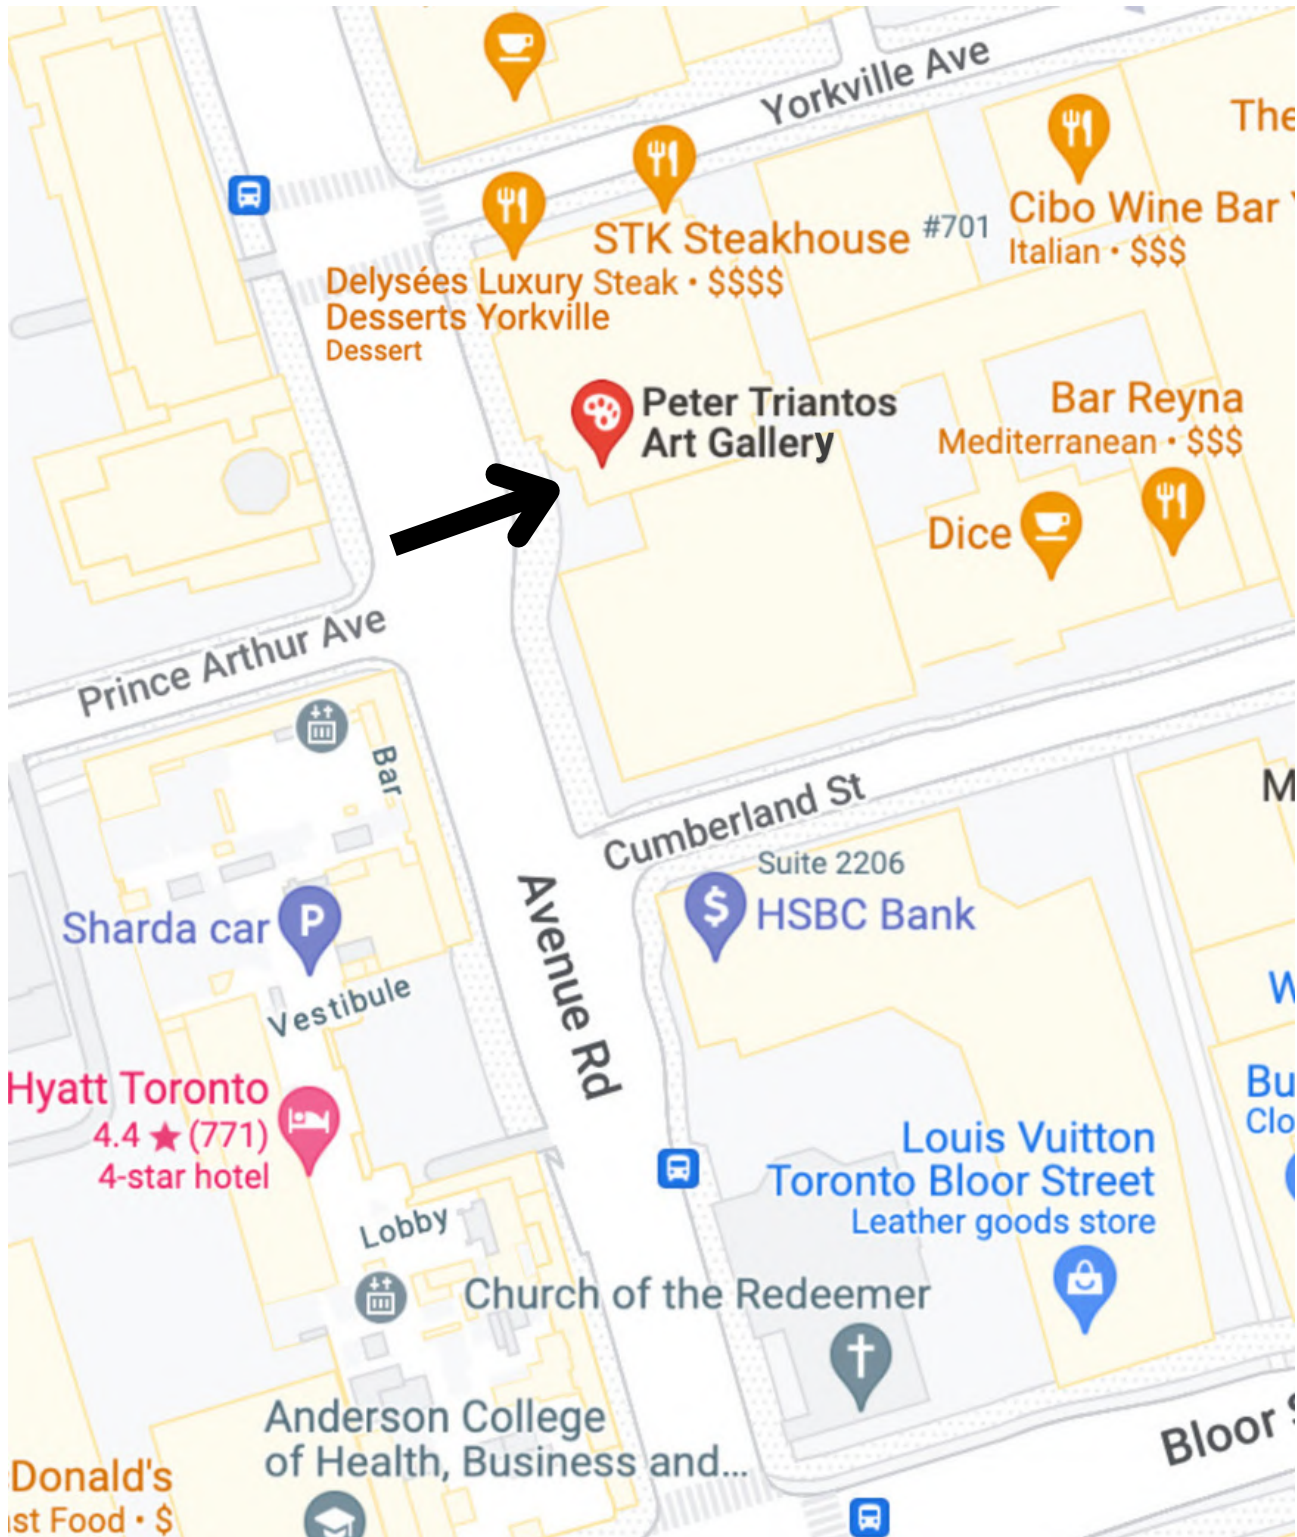 Yorkville Ave
The
STK Steakhouse
Steak • $$$$
#701
Cibo Wine Bar
Italian • $$$
Delysées Luxury
Desserts Yorkville
Dessert
Peter Triantos
Art Gallery
Bar Reyna
Mediterranean • $$$
Dice
Prince Arthur Ave
Bar
Cumberland St
Suite 2206
HSBC Bank
Sharda car
P
$
Vestibule
Avenue Rd
M
W
Hyatt Toronto
4.4 ★ (771)
4-star hotel
Bu
Clo
Louis Vuitton
Toronto Bloor Street
Leather goods store
Lobby
Church of the Redeemer
Anderson College
of Health, Business and...
Bloor S
Donald's
st Food • $